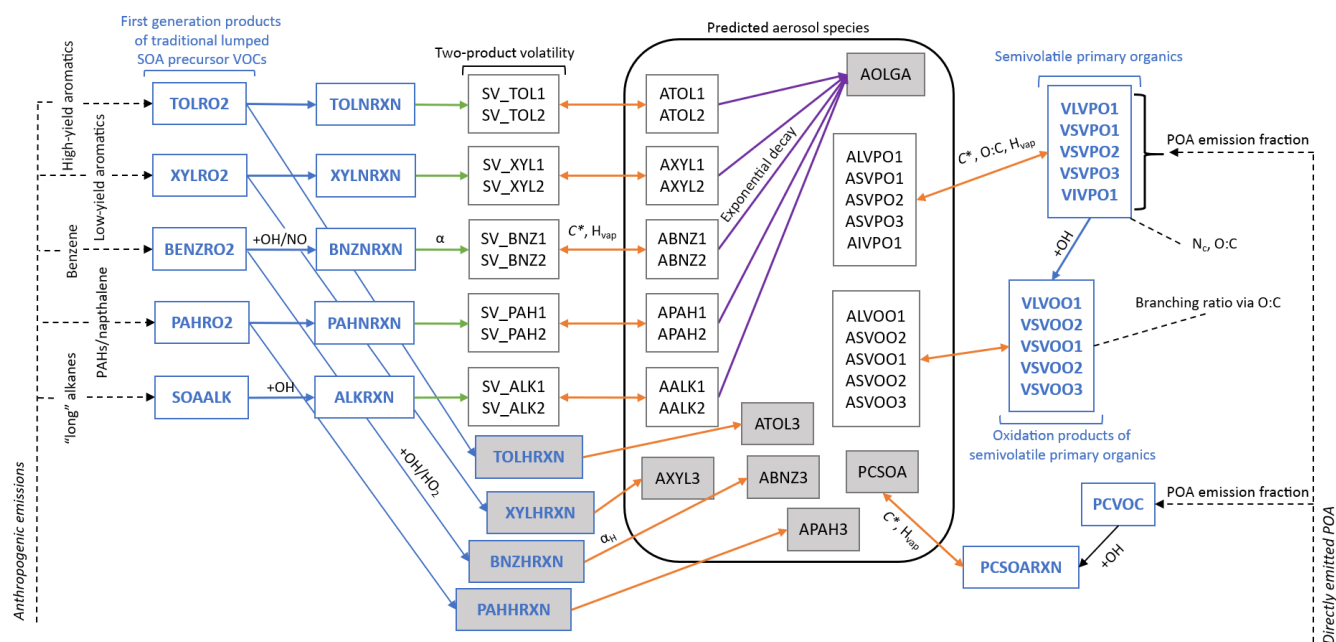 First generation products
of traditional lumped
SOA precursor VOCs
Two-product volatility
Predicted aerosol species
Semivolatile primary organics
High-yield aromatics
Low-yield aromatics
Benzene
PAHs/napthalene
"long" alkanes
Anthropogenic emissions
TOLRO2
TOLNRXN
SV_TOL1
SV_TOL2
ATOL1
ATOL2
AOLGA
XYLRO2
XYLNRXN
SV_XYL1
SV_XYL2
AXYL1
AXYL2
Exponential decay
BENZRO2
+OH/NO
BNZNRXN
α
SV_BNZ1
SV_BNZ2
C*, Hvap
ABNZ1
ABNZ2
PAHRO2
PAHNRXN
SV_PAH1
SV_PAH2
APAH1
APAH2
SOAALK
+OH
ALKRXN
SV_ALK1
SV_ALK2
AALK1
AALK2
ALVPO1
ASVPO1
ASVPO2
ASVPO3
AIVPO1
C*, O:C, Hvap
VLVPO1
VSVPO1
VSVPO2
VSVPO3
VIVPO1
POA emission fraction
Nc, O:C
+OH
ALVOO1
ASVOO2
ASVOO1
ASVOO2
ASVOO3
VLVOO1
VSVOO2
VSVOO1
VSVOO2
VSVOO3
Branching ratio via O:C
Oxidation products of
semivolatile primary organics
+OH/HO2
TOLHRXN
ATOL3
XYLHRXN
AXYL3
BNZHRXN
αH
ABNZ3
PAHHRXN
APAH3
PCSOA
C*, Hvap
PCSOARXN
+OH
PCVOC
POA emission fraction
Directly emitted POA